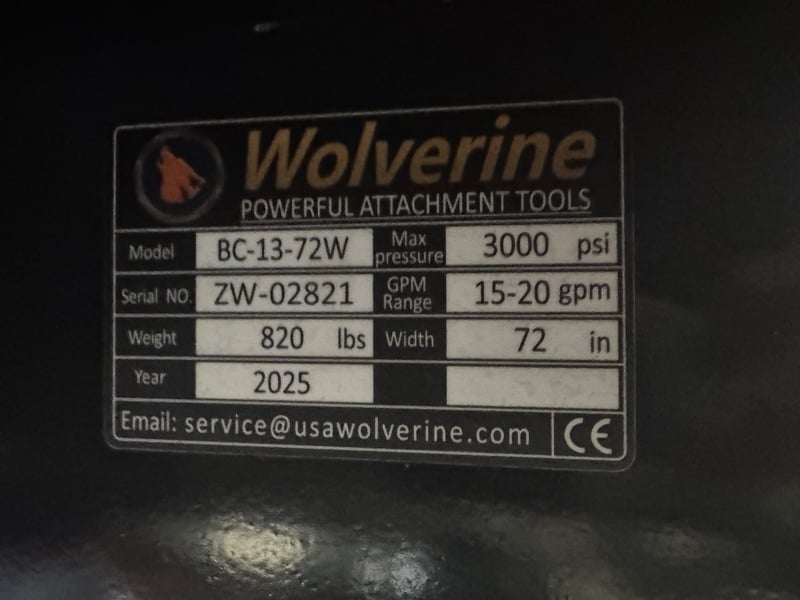 Wolverine
POWERFUL ATTACHMENT TOOLS
Model BC-13-72W Max pressure 3000 psi
Serial NO. ZW-02821 GPM Range 15-20 gpm
Weight 820 lbs Width 72 in
Year 2025
Email: service@usawolverine.com CE